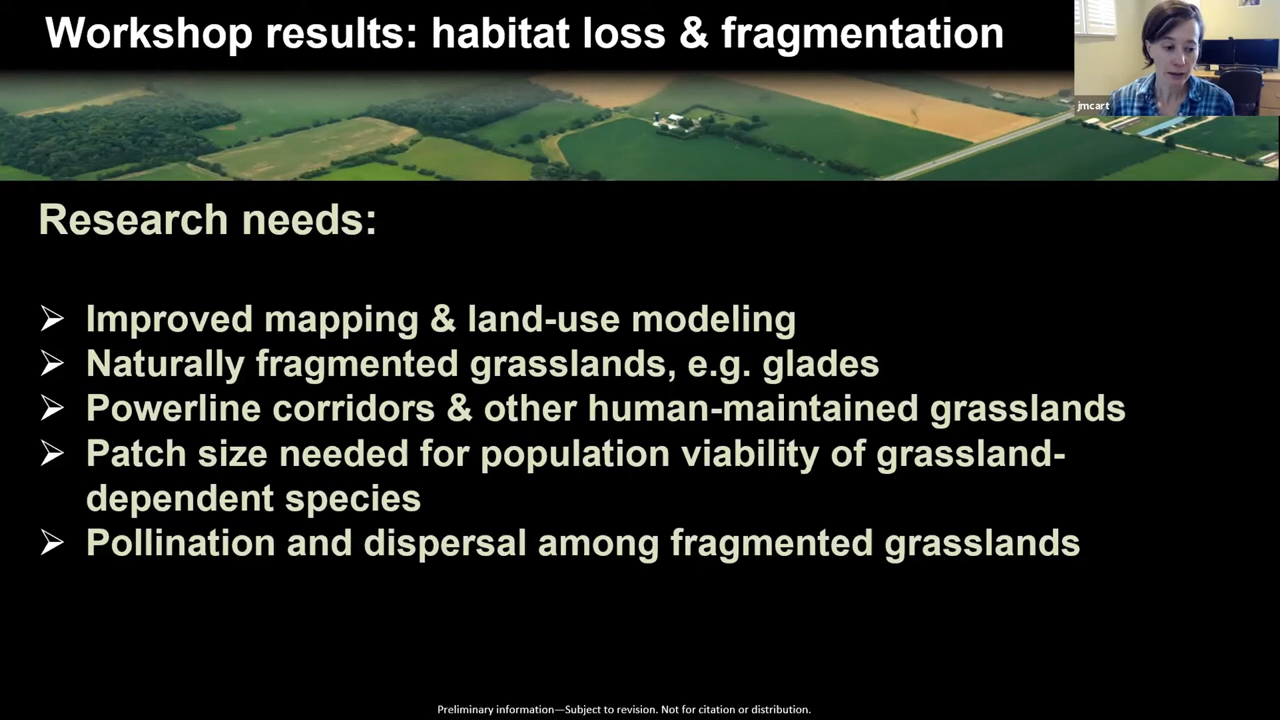 Workshop results: habitat loss & fragmentation
jmcart
Research needs:
➢ Improved mapping & land-use modeling
➢ Naturally fragmented grasslands, e.g. glades
➢ Powerline corridors & other human-maintained grasslands
➢ Patch size needed for population viability of grassland-
dependent species
➢ Pollination and dispersal among fragmented grasslands
Preliminary information—Subject to revision. Not for citation or distribution.